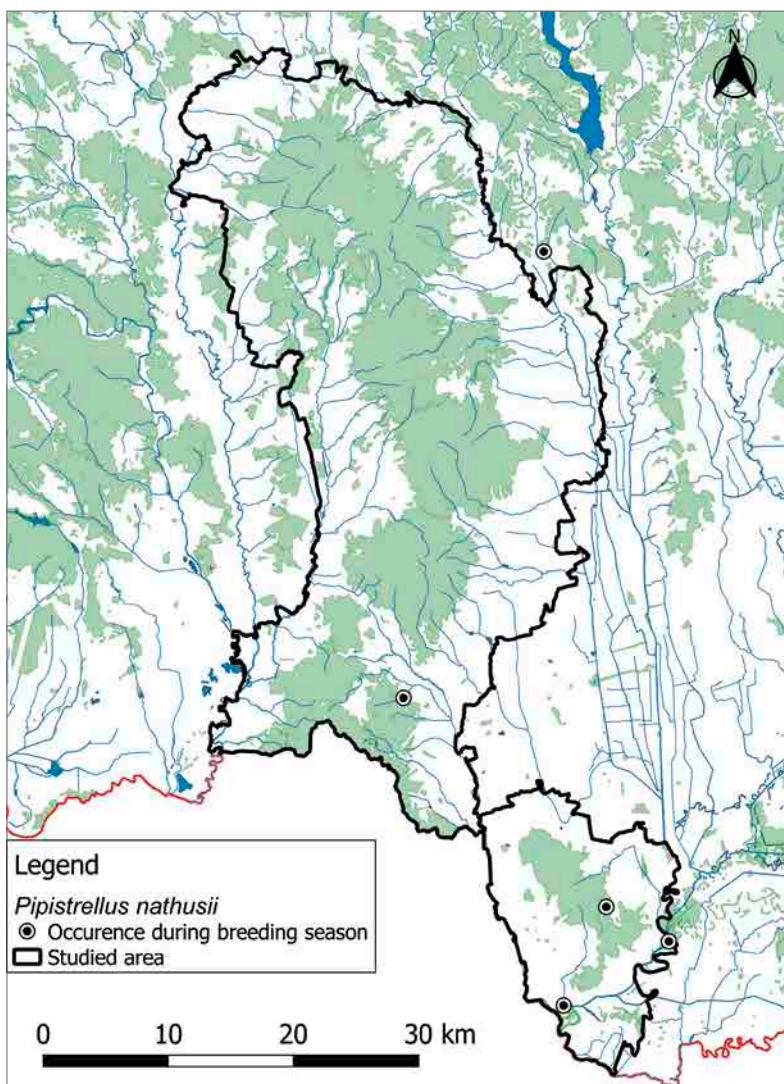 N
Legend
Pipistrellus nathusii
Occurence during breeding season
Studied area
0 10 20 30 km